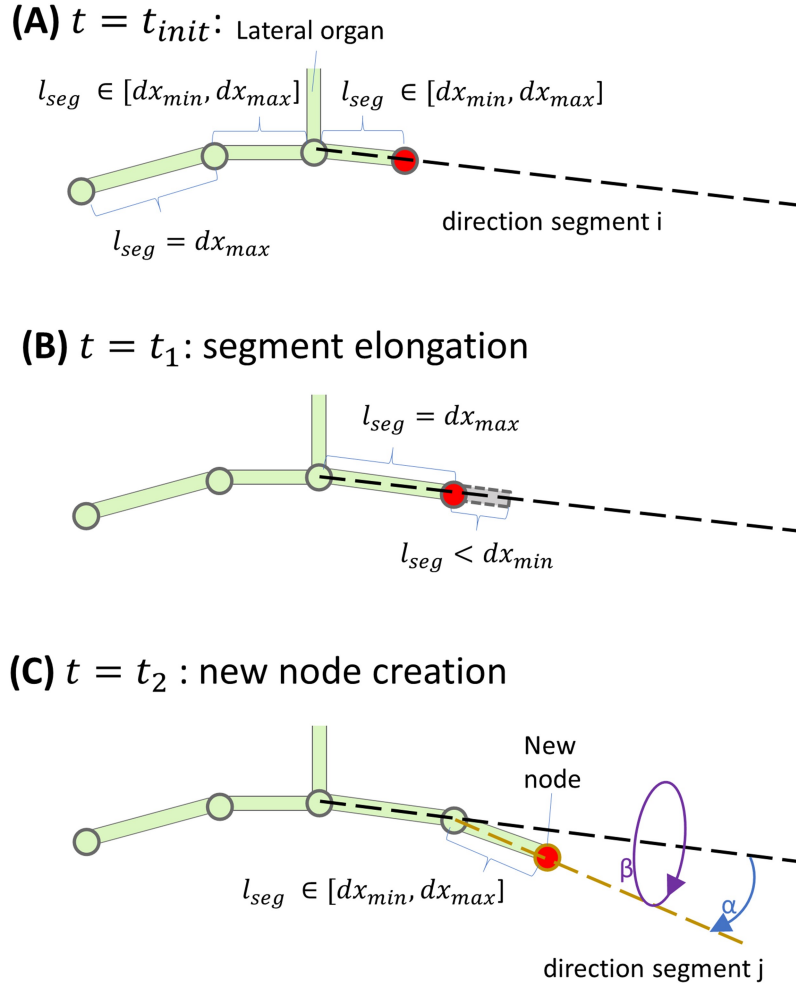 (A) t = t_init:
Lateral organ
l_seg ∈ [dx_min, dx_max]
l_seg ∈ [dx_min, dx_max]
direction segment i
l_seg = dx_max
(B) t = t_1: segment elongation
l_seg = dx_max
l_seg < dx_min
(C) t = t_2 : new node creation
New
node
β
α
l_seg ∈ [dx_min, dx_max]
direction segment j